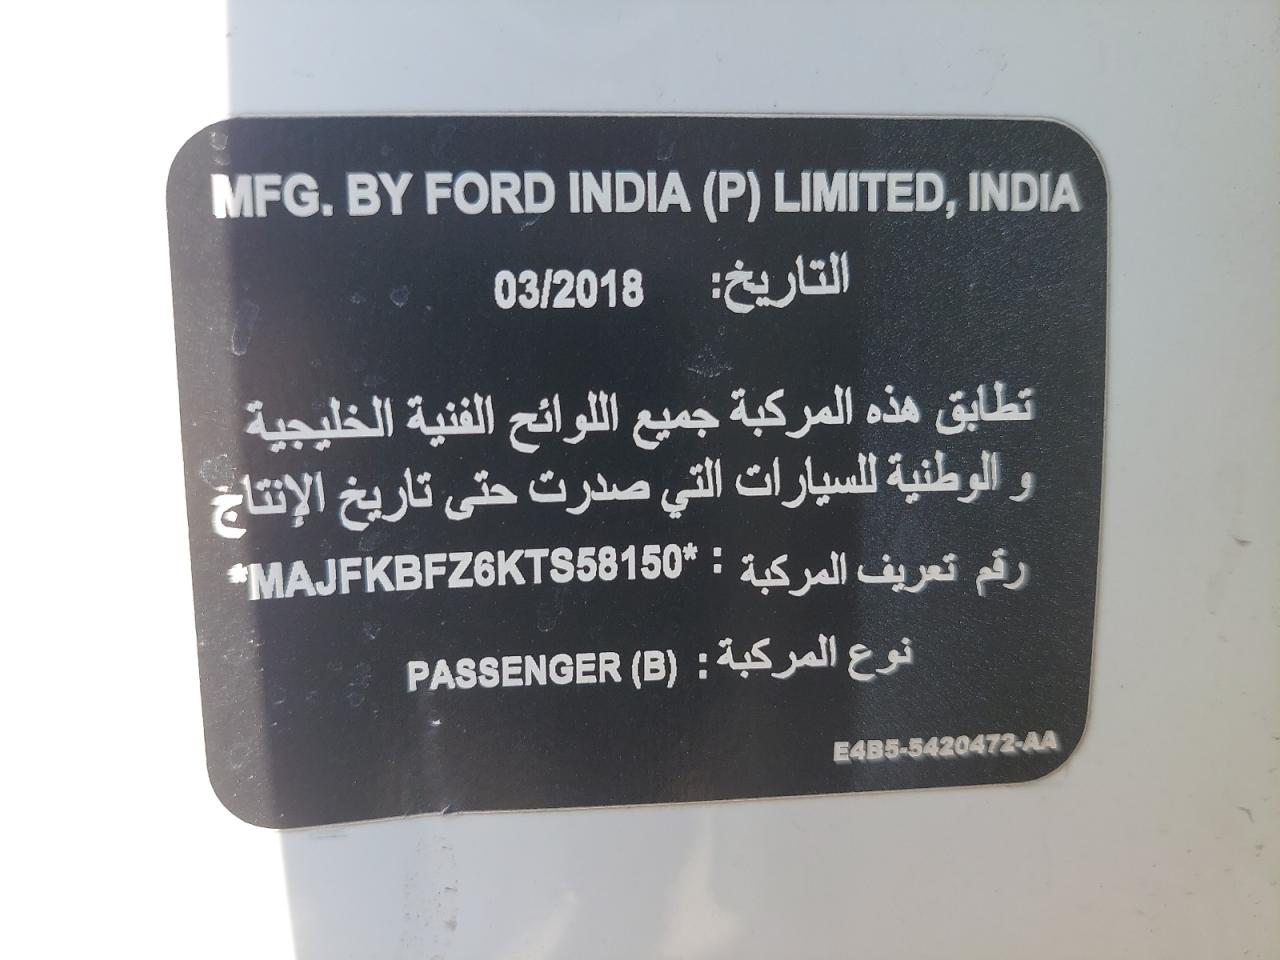 MFG. BY FORD INDIA (P) LIMITED, INDIA
التاريخ: 03/2018
تطابق هذه المركبة جميع اللوائح الفنية الخليجية
و الوطنية للسيارات التي صدرت حتى تاريخ الإنتاج
رقم تعريف المركبة : *MAJFKBFZ6KTS58150*
نوع المركبة : PASSENGER (B)
E4B5-5420472-AA